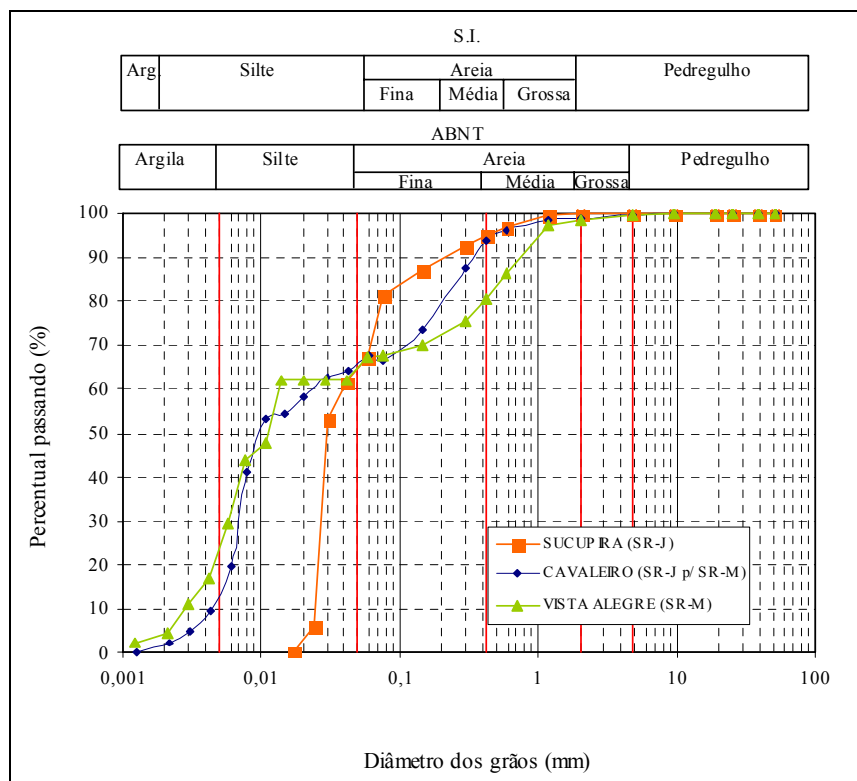 S.I.
Arg. Silte Areia Pedregulho
Fina Média Grossa
ABNT
Argila Silte Areia Pedregulho
Fina Média Grossa
100
90
80
70
60
50
40
30
20
10
0
Percentual passando (%)
SUCUPIRA (SR-J)
CAVALEIRO (SR-J p/ SR-M)
VISTA ALEGRE (SR-M)
0,001 0,01 0,1 1 10 100
Diâmetro dos grãos (mm)